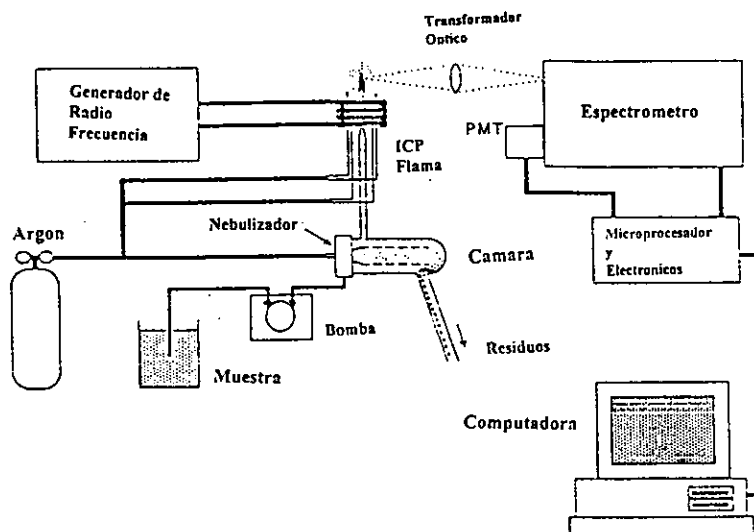 Transformador
Optico
Generador de
Radio
Frecuencia
Espectrometro
PMT
ICP
Flama
Nebulizador
Argon
Microprocesador
y
Electronicos
Camara
Bomba
Residuos
Muestra
Computadora